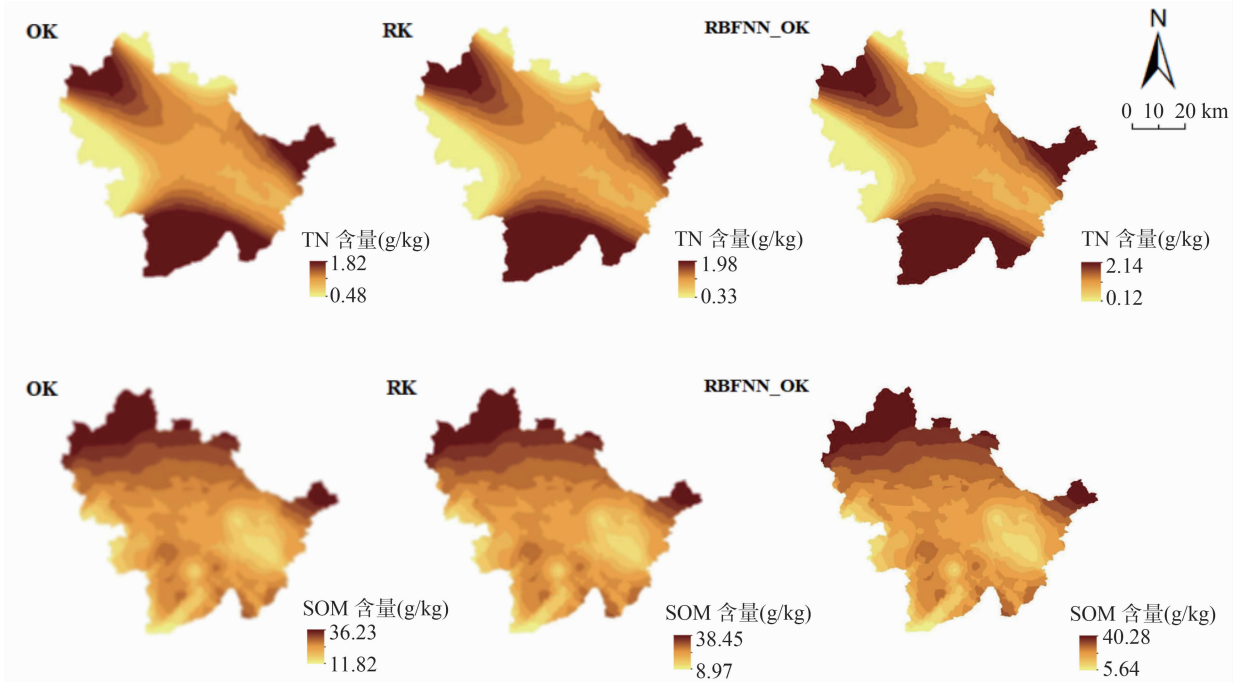 OK
RK
RBFNN_OK
N
0 10 20 km
TN 含量(g/kg)
1.82
0.48
TN 含量(g/kg)
1.98
0.33
TN 含量(g/kg)
2.14
0.12
OK
RK
RBFNN_OK
SOM 含量(g/kg)
36.23
11.82
SOM 含量(g/kg)
38.45
8.97
SOM 含量(g/kg)
40.28
5.64